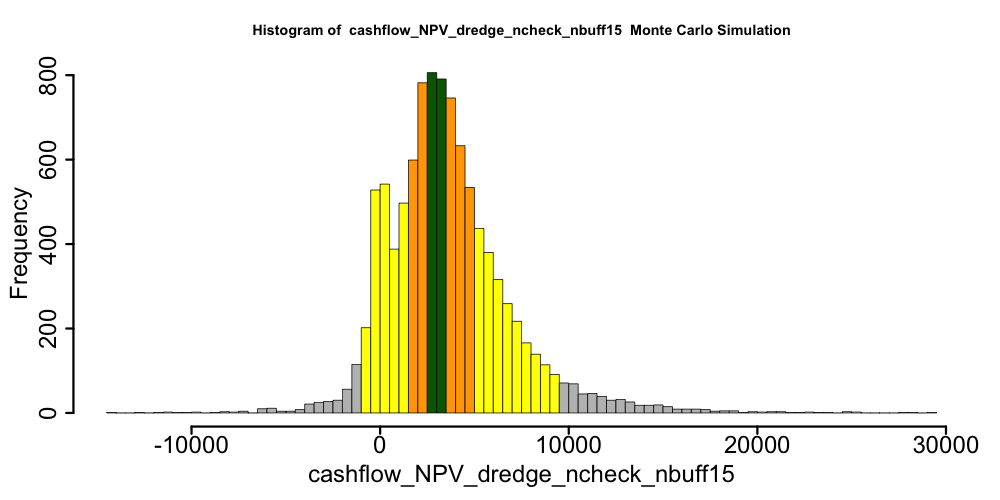 Histogram of  cashflow_NPV_dredge_ncheck_nbuff15  Monte Carlo Simulation
Frequency
800
600
400
200
0
-10000 0 10000 20000 30000
cashflow_NPV_dredge_ncheck_nbuff15